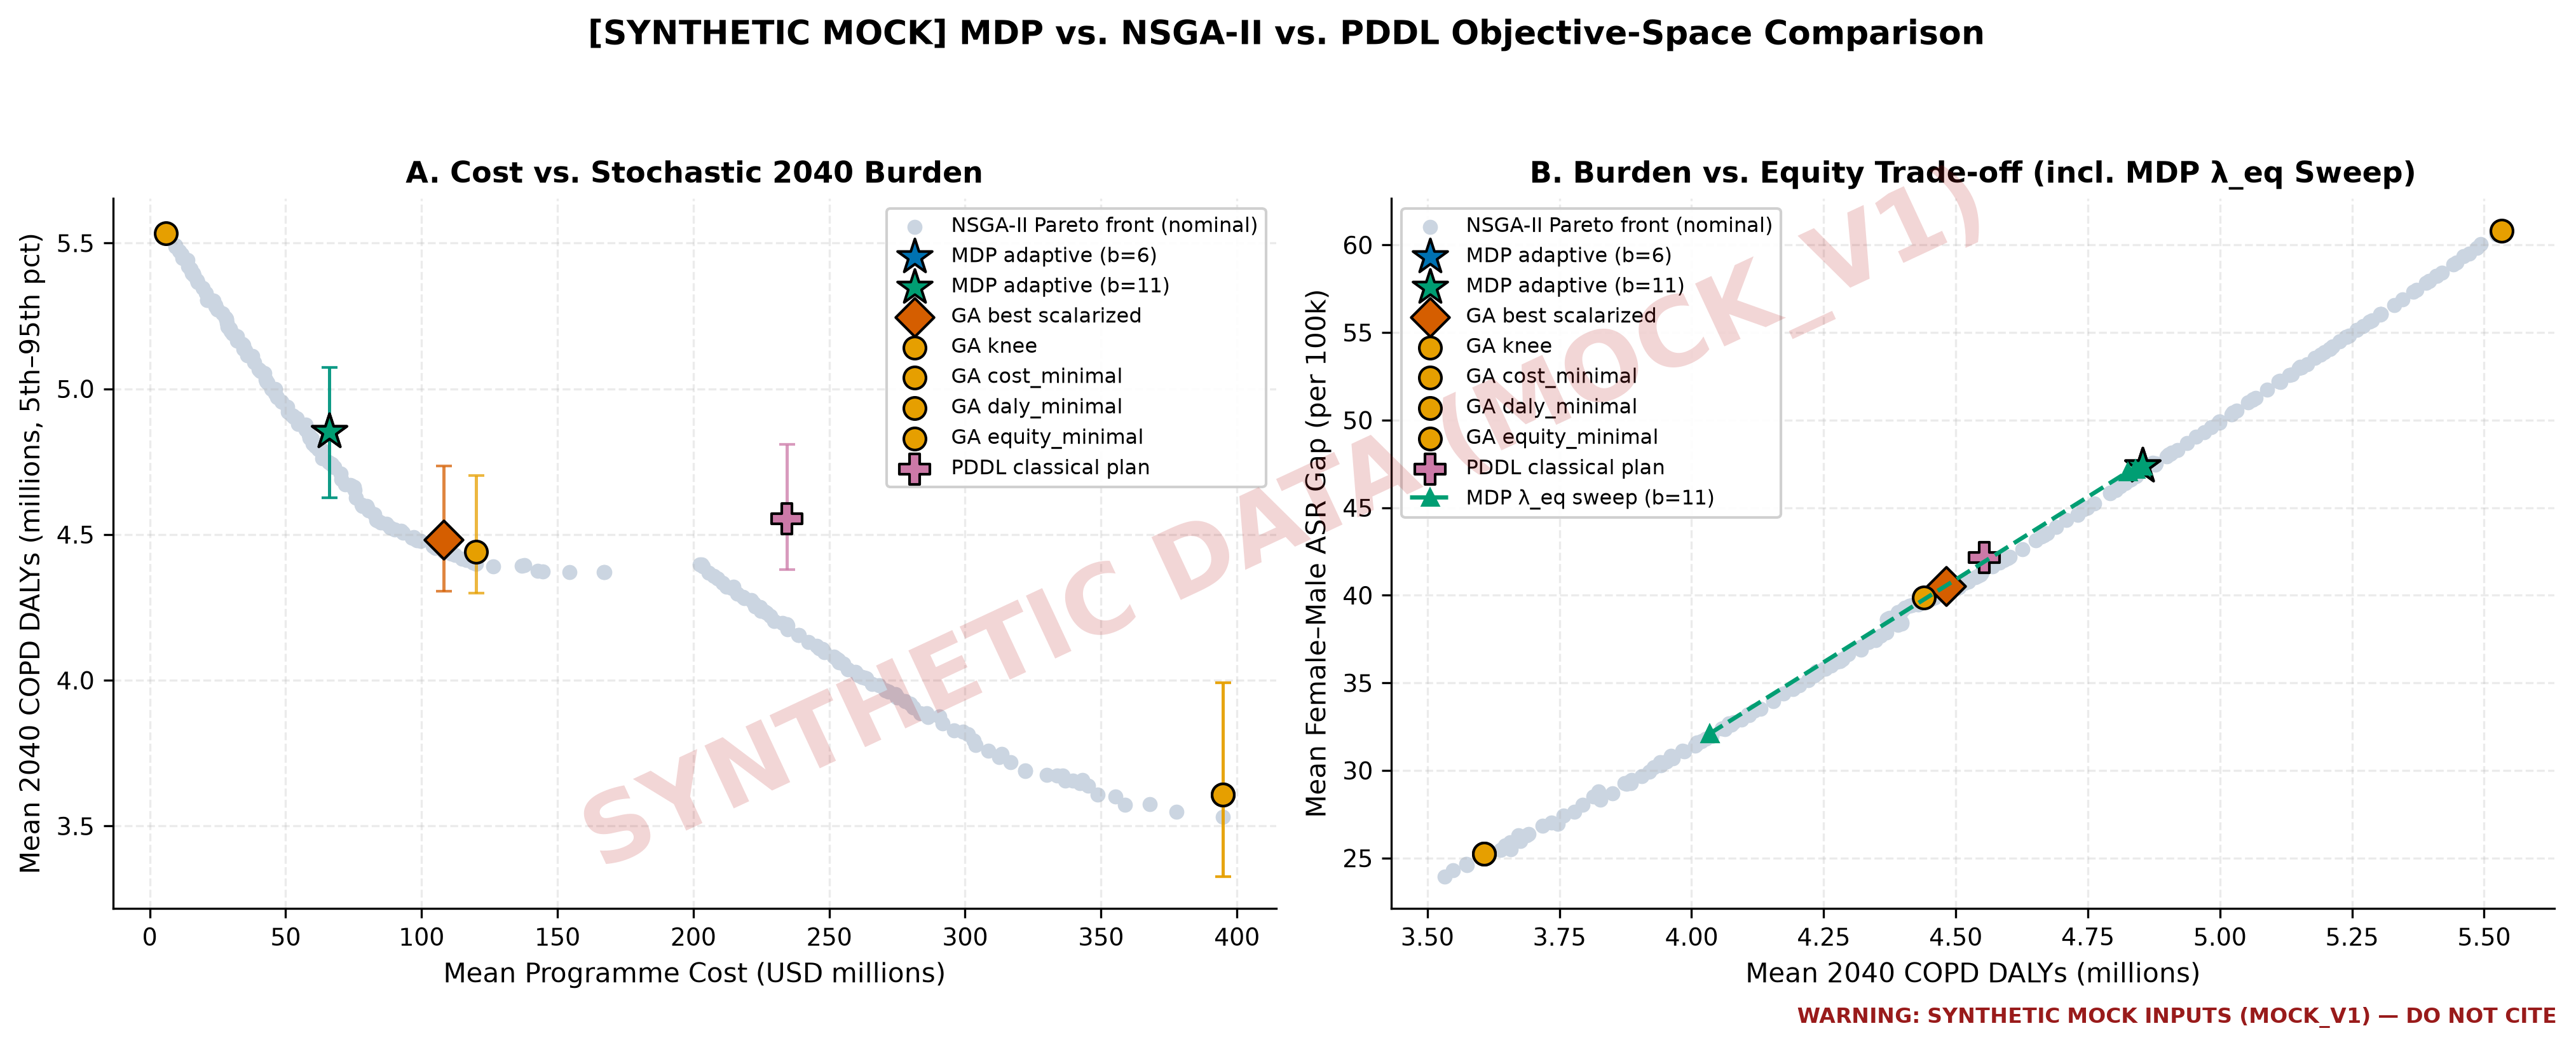 [SYNTHETIC MOCK] MDP vs. NSGA-II vs. PDDL Objective-Space Comparison
A. Cost vs. Stochastic 2040 Burden
Mean 2040 COPD DALYs (millions, 5th–95th pct)
5.5
5.0
4.5
4.0
3.5
NSGA-II Pareto front (nominal)
MDP adaptive (b=6)
MDP adaptive (b=11)
GA best scalarized
GA knee
GA cost_minimal
GA daly_minimal
GA equity_minimal
PDDL classical plan
0 50 100 150 200 250 300 350 400
Mean Programme Cost (USD millions)
B. Burden vs. Equity Trade-off (incl. MDP λ_eq Sweep)
Mean Female–Male ASR Gap (per 100k)
60
55
50
45
40
35
30
25
NSGA-II Pareto front (nominal)
MDP adaptive (b=6)
MDP adaptive (b=11)
GA best scalarized
GA knee
GA cost_minimal
GA daly_minimal
GA equity_minimal
PDDL classical plan
MDP λ_eq sweep (b=11)
3.50 3.75 4.00 4.25 4.50 4.75 5.00 5.25 5.50
Mean 2040 COPD DALYs (millions)
SYNTHETIC DATA (MOCK_V1)
WARNING: SYNTHETIC MOCK INPUTS (MOCK_V1) — DO NOT CITE